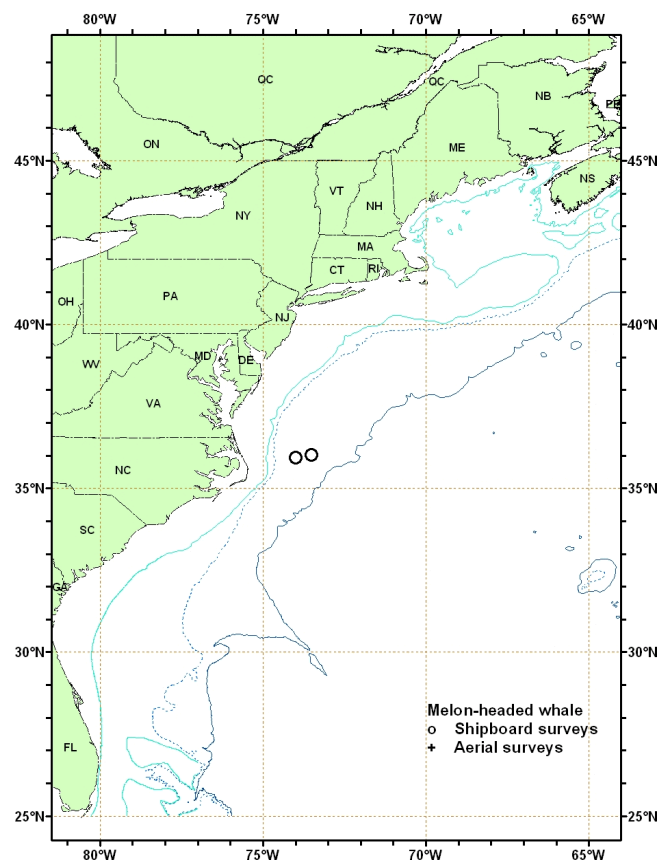 80°W 75°W 70°W 65°W
QC
QC
NB
PE
ON
ME
45°N 45°N
NS
VT
NH
NY
MA
CT RI
OH
PA
NJ
40°N 40°N
MD
DE
WV
VA
NC
35°N 35°N
SC
GA
30°N 30°N
Melon-headed whale
Shipboard surveys
FL
Aerial surveys
25°N 25°N
80°W 75°W 70°W 65°W